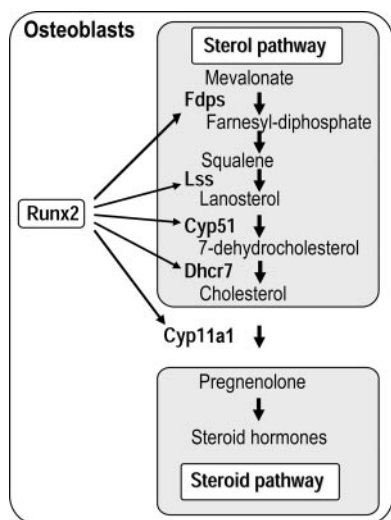 Osteoblasts
Sterol pathway
Mevalonate
Fdps
Farnesyl-diphosphate
Squalene
Lss
Lanosterol
Runx2
Cyp51
7-dehydrocholesterol
Dhcr7
Cholesterol
Cyp11a1
Pregnenolone
Steroid hormones
Steroid pathway